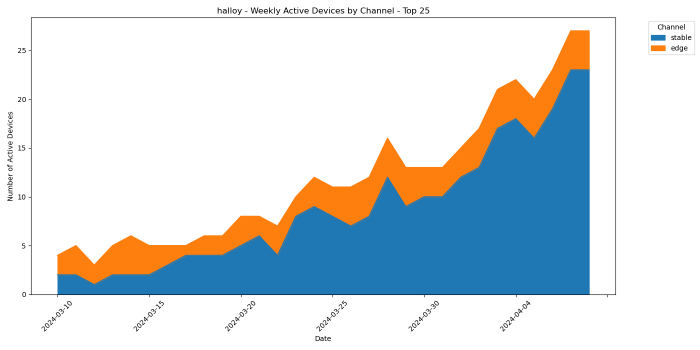 halloy - Weekly Active Devices by Channel - Top 25
Channel
stable
edge
Number of Active Devices
25
20
15
10
5
0
2024-03-10
2024-03-15
2024-03-20
2024-03-25
2024-03-30
2024-04-04
Date